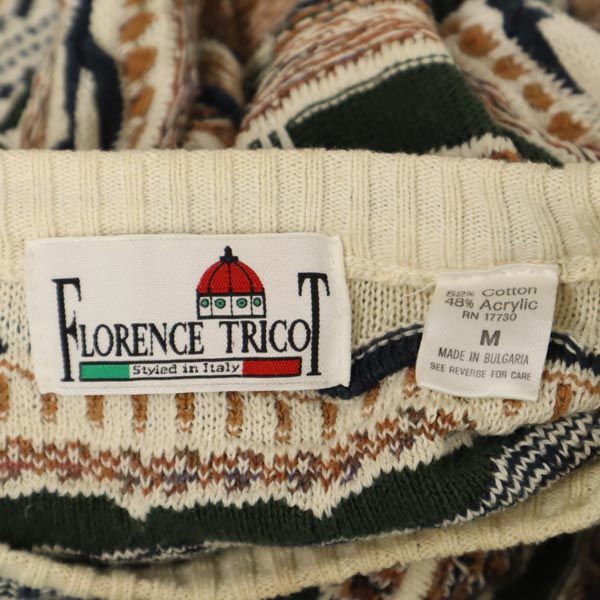 FLORENCE TRICOT
Styled in Italy
52% Cotton
48% Acrylic
RN 17730
M
MADE IN BULGARIA
SEE REVERSE FOR CARE